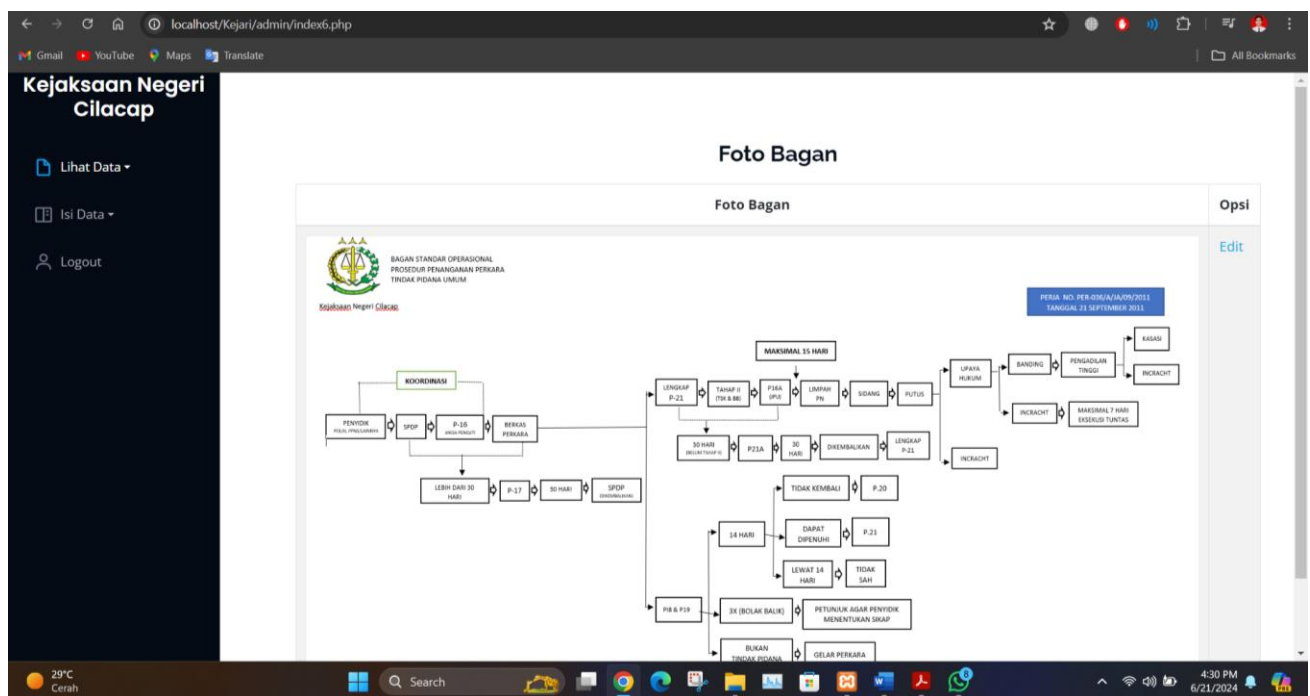 localhost/Kejari/admin/index6.php
Gmail
YouTube
Maps
Translate
All Bookmarks
Kejaksaan Negeri
Cilacap
Lihat Data
Isi Data
Logout
Foto Bagan
Foto Bagan
Opsi
Edit
BAGAN STANDAR OPERASIONAL
PROSEDUR PENANGANAN PERKARA
TINDAK PIDANA UMUM
Kejaksaan Negeri Cilacap
PERJA NO. PER-036/A/JA/09/2011
TANGGAL 21 SEPTEMBER 2011
KOORDINASI
PENYIDIK
SPDP
P-16
BERKAS
PERKARA
LEBIH DARI 30
HARI
P-17
30 HARI
SPDP
MAKSIMAL 15 HARI
LENGKAP
P-21
TAHAP II
(TSK & BB)
P16A
(JPU)
LIMPAH
PN
SIDANG
PUTUS
30 HARI
P21A
30
HARI
DIKEMBALIKAN
LENGKAP
P-21
UPAYA
HUKUM
BANDING
PENGADILAN
TINGGI
KASASI
INCRACHT
INCRACHT
MAKSIMAL 7 HARI
EKSEKUSI TUNTAS
INCRACHT
TIDAK KEMBALI
P.20
14 HARI
DAPAT
DIPENUHI
P.21
LEWAT 14
HARI
TIDAK
SAH
P18 & P19
3X (BOLAK BALIK)
PETUNJUK AGAR PENYIDIK
MENENTUKAN SIKAP
BUKAN
TINDAK PIDANA
GELAR PERKARA
29°C
Cerah
Search
4:30 PM
6/21/2024